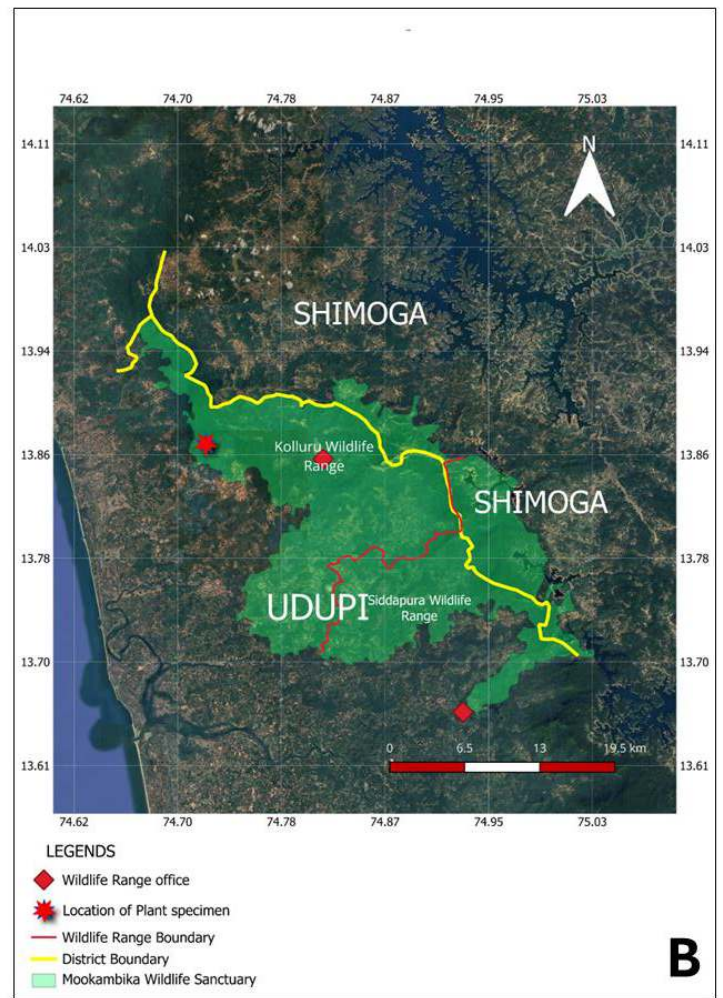 74.62 74.70 74.78 74.87 74.95 75.03
14.11 14.11
N
14.03 14.03
SHIMOGA
13.94 13.94
Kolluru Wildlife
Range
13.86 13.86
SHIMOGA
13.78 13.78
UDUPI
Siddapura Wildlife
Range
13.70 13.70
0 6.5 13 19.5 km
13.61 13.61
74.62 74.70 74.78 74.87 74.95 75.03
LEGENDS
Wildlife Range office
Location of Plant specimen
Wildlife Range Boundary
District Boundary
Mookambika Wildlife Sanctuary
B